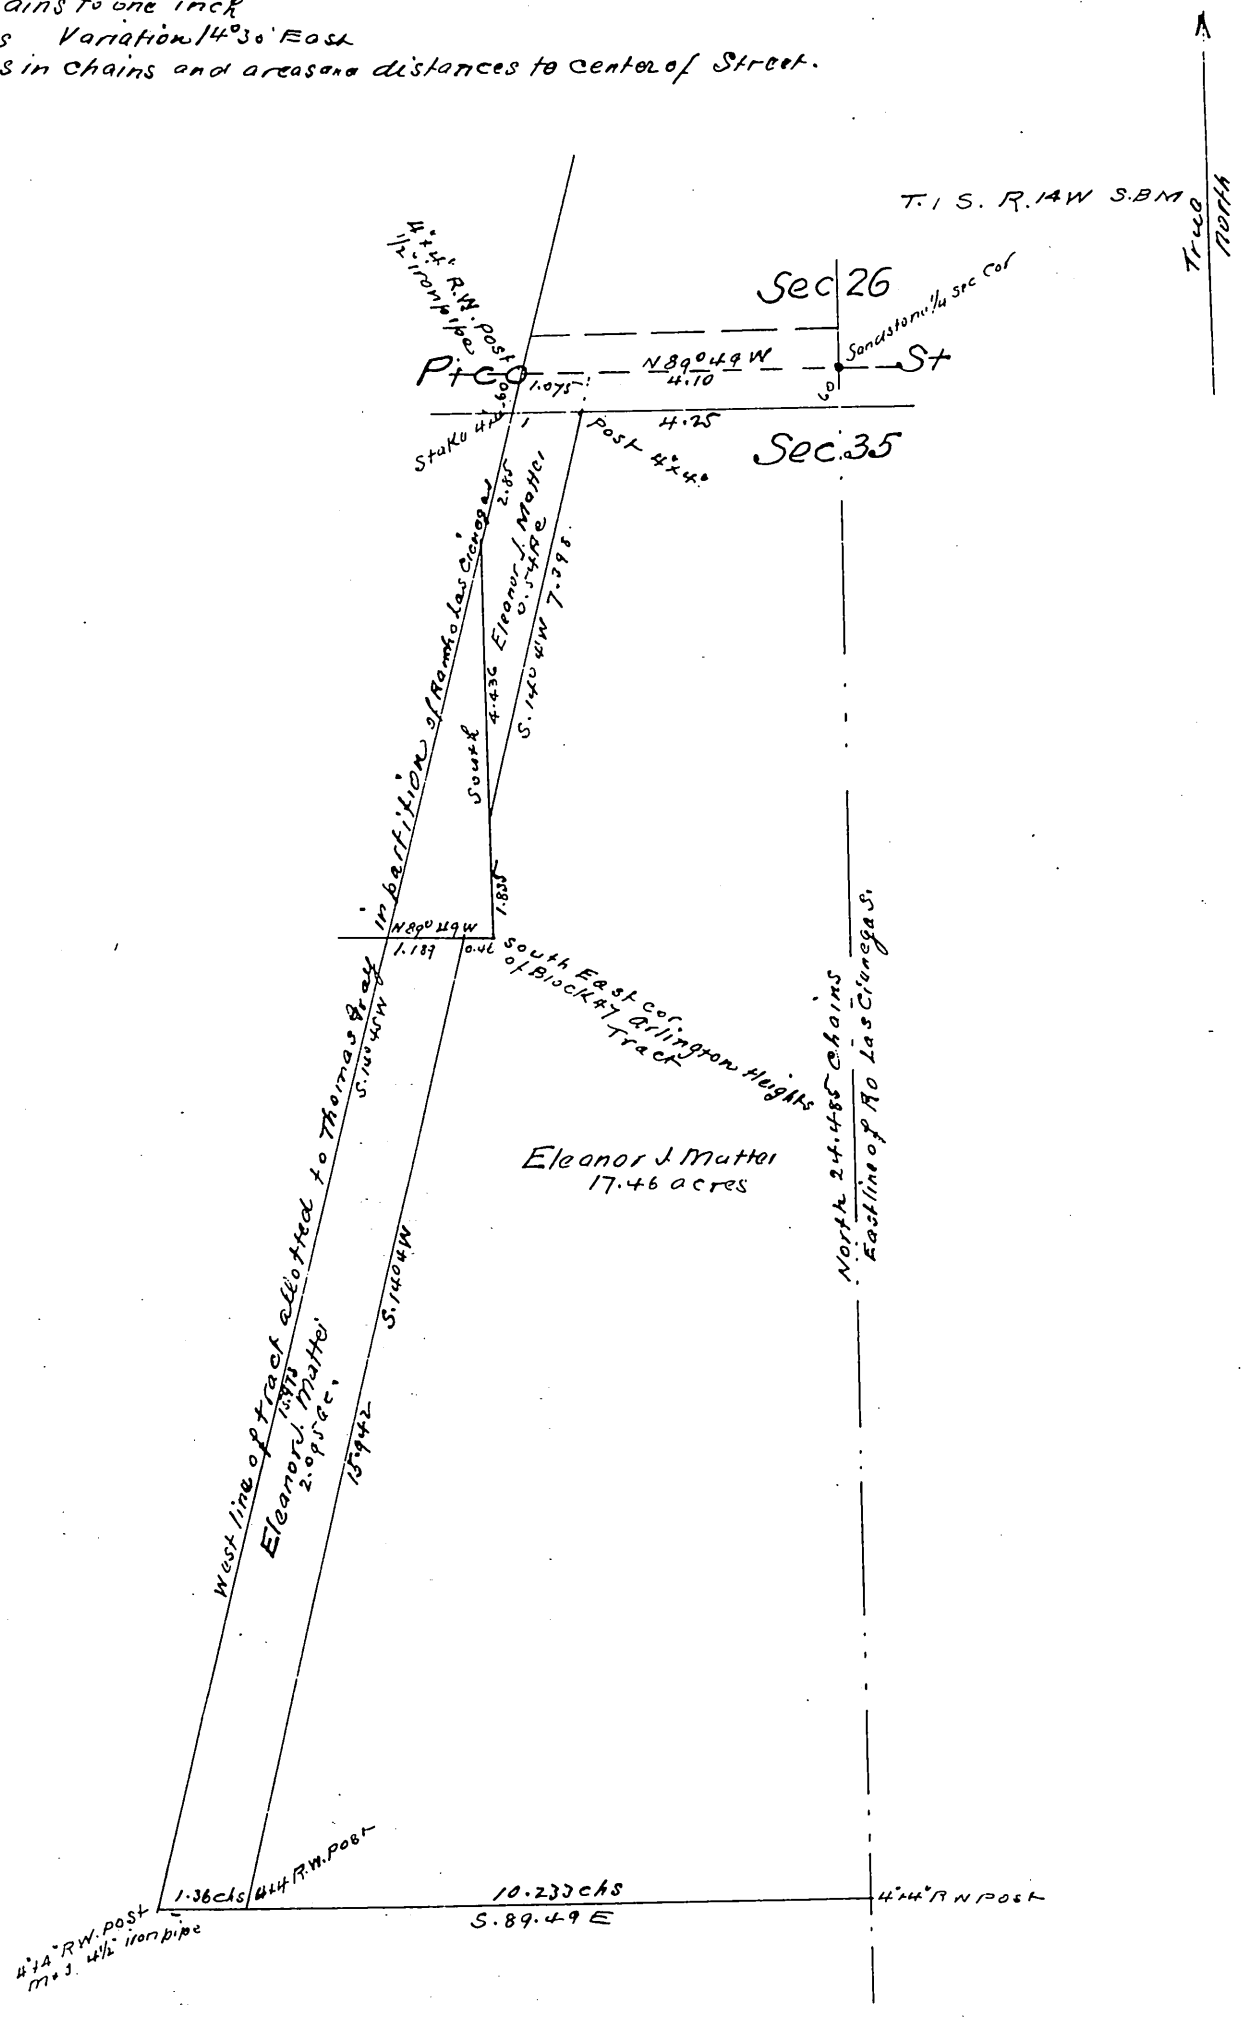 ains to one inch
s Variation 14°30' East
s in chains and areas and distances to center of Street.
True
North
T.1 S. R.14W S.B M
4"x4" R.W. post
1/2" iron pipe
Sec 26
Sandstone 1/4 sec Cor
Pico St
N 89° 49 W
4.10
1.075
.60
60
Stake 4x4
1
4.25
post 4"x4"
Sec. 35
2.85
Eleanor J. Mattei
0.54 Ac
S. 14° 4' W 7.398
4.436
South
1.835
N 89° 49 W
1.189
0.46
South East cor.
of Block 47 Arlington Heights
Tract
West line of tract allotted to Thomas Gray in partition of Rancho Las Cienegas
S. 14° 45 W
15.973
Eleanor J. Mattei
2.095 ac.
S. 14° 4 W
15.942
Eleanor J. Mattei
17.46 acres
North 24.485 Chains
East line of Ro Las Cienegas.
1.36 chs
4x4 R.W. post
10.233 chs
S. 89. 49 E
4"x4" R W post
4"x4" R.W. post
4 1/2" iron pipe